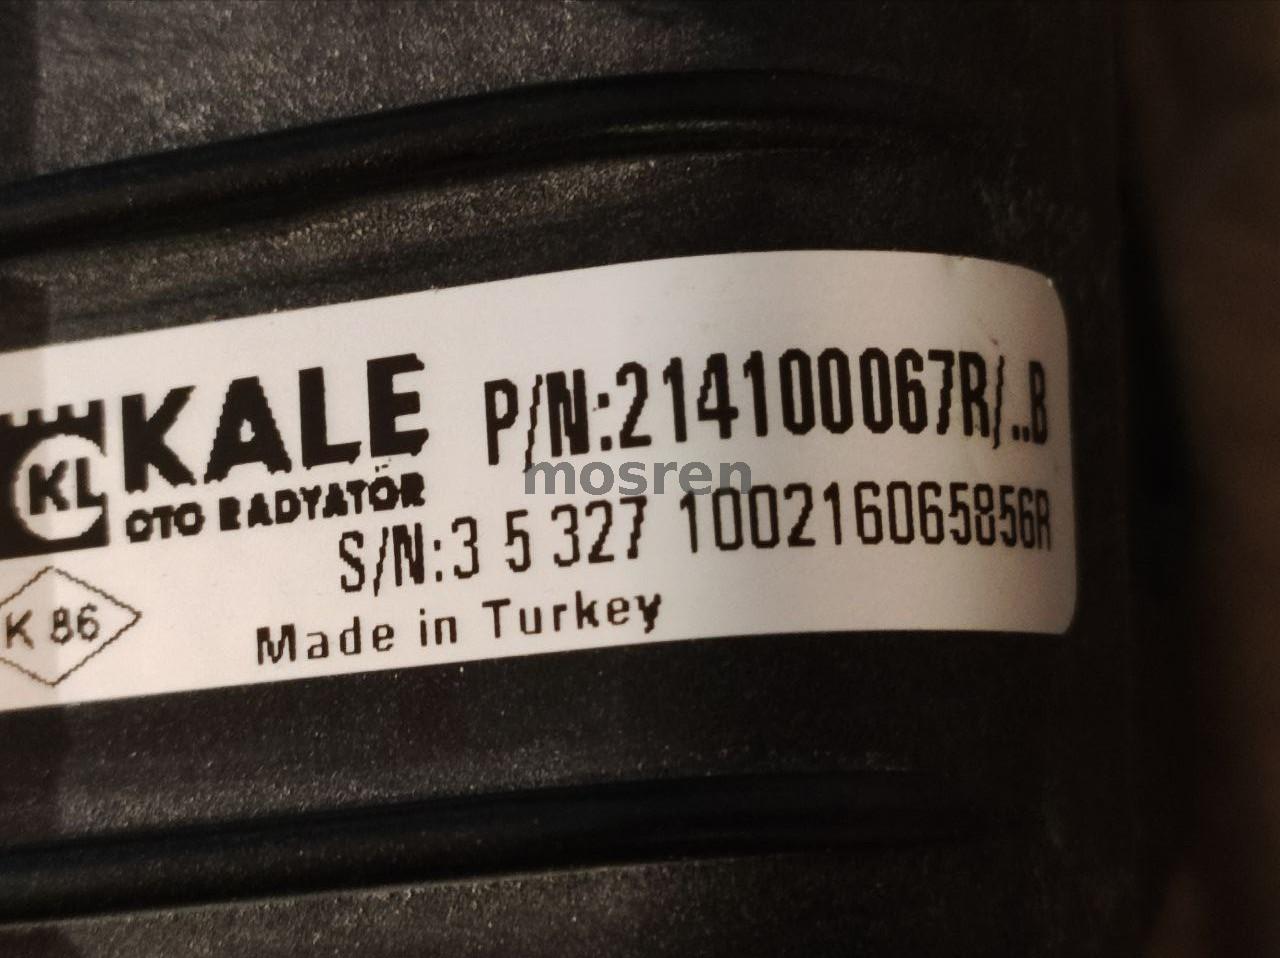 KL KALE
OTO RADYATÖR
P/N:214100067R/..B
mosren
S/N:3 5 327 100216065856R
K 86
Made in Turkey